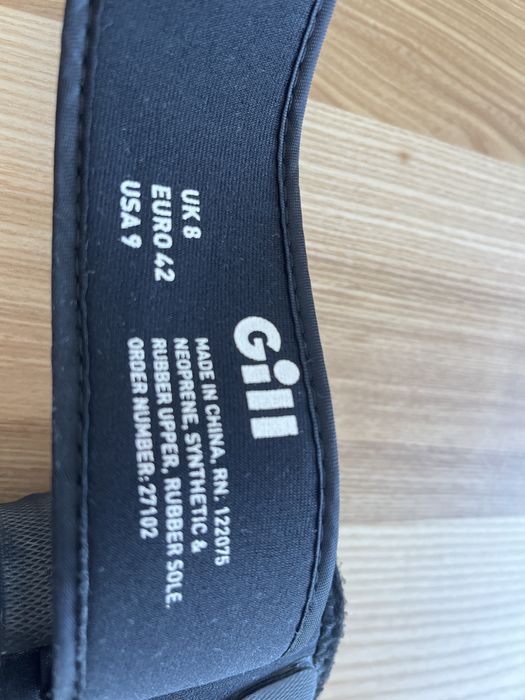 UK 8
EURO 42
USA 9
Gill
MADE IN CHINA, RN. 122075
NEOPRENE, SYNTHETIC &
RUBBER UPPER, RUBBER SOLE.
ORDER NUMBER: 27102